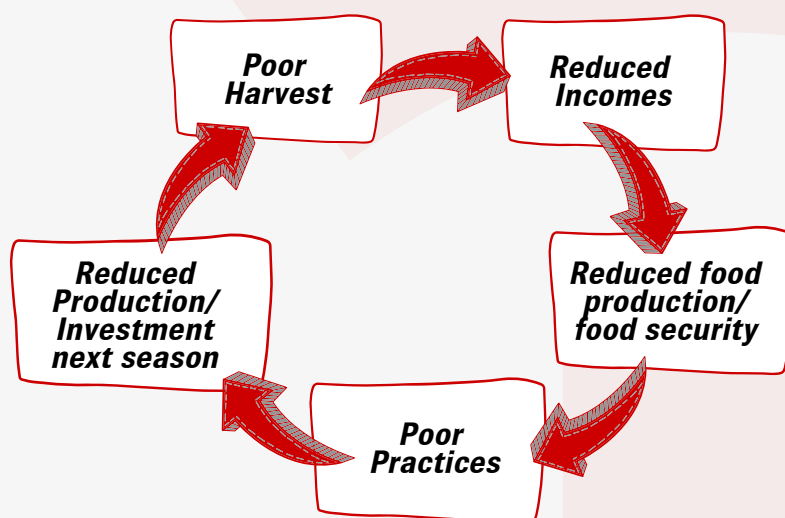 Poor
Harvest
Reduced
Incomes
Reduced food
production/
food security
Poor
Practices
Reduced
Production/
Investment
next season